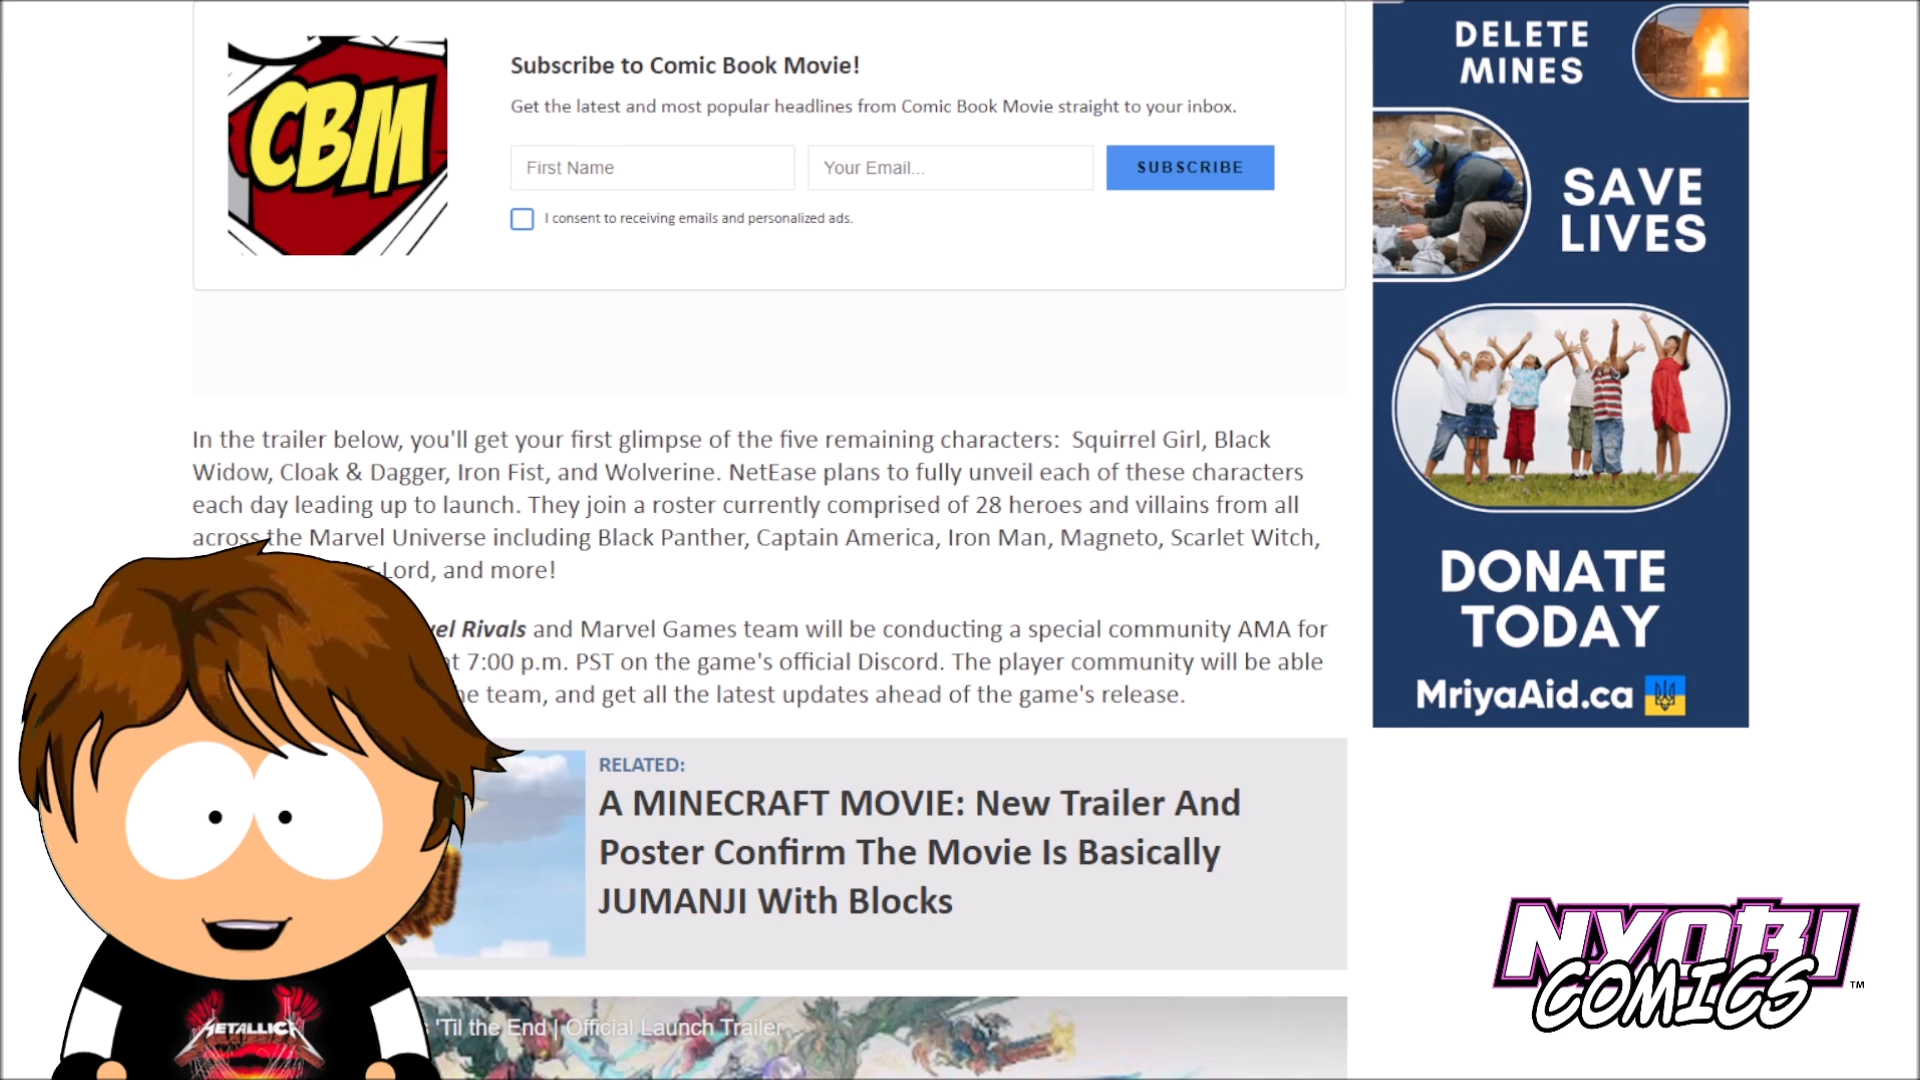 CBM
Subscribe to Comic Book Movie!
Get the latest and most popular headlines from Comic Book Movie straight to your inbox.
First Name
Your Email...
SUBSCRIBE
I consent to receiving emails and personalized ads.
In the trailer below, you'll get your first glimpse of the five remaining characters:  Squirrel Girl, Black
Widow, Cloak & Dagger, Iron Fist, and Wolverine. NetEase plans to fully unveil each of these characters
each day leading up to launch. They join a roster currently comprised of 28 heroes and villains from all
across the Marvel Universe including Black Panther, Captain America, Iron Man, Magneto, Scarlet Witch,
-Lord, and more!
Rivals and Marvel Games team will be conducting a special community AMA for
7:00 p.m. PST on the game's official Discord. The player community will be able
team, and get all the latest updates ahead of the game's release.
RELATED:
A MINECRAFT MOVIE: New Trailer And
Poster Confirm The Movie Is Basically
JUMANJI With Blocks
'Til the End | Official Launch Trailer
METALLICA
DELETE
MINES
SAVE
LIVES
DONATE
TODAY
MriyaAid.ca
NYOBI
COMICS
TM